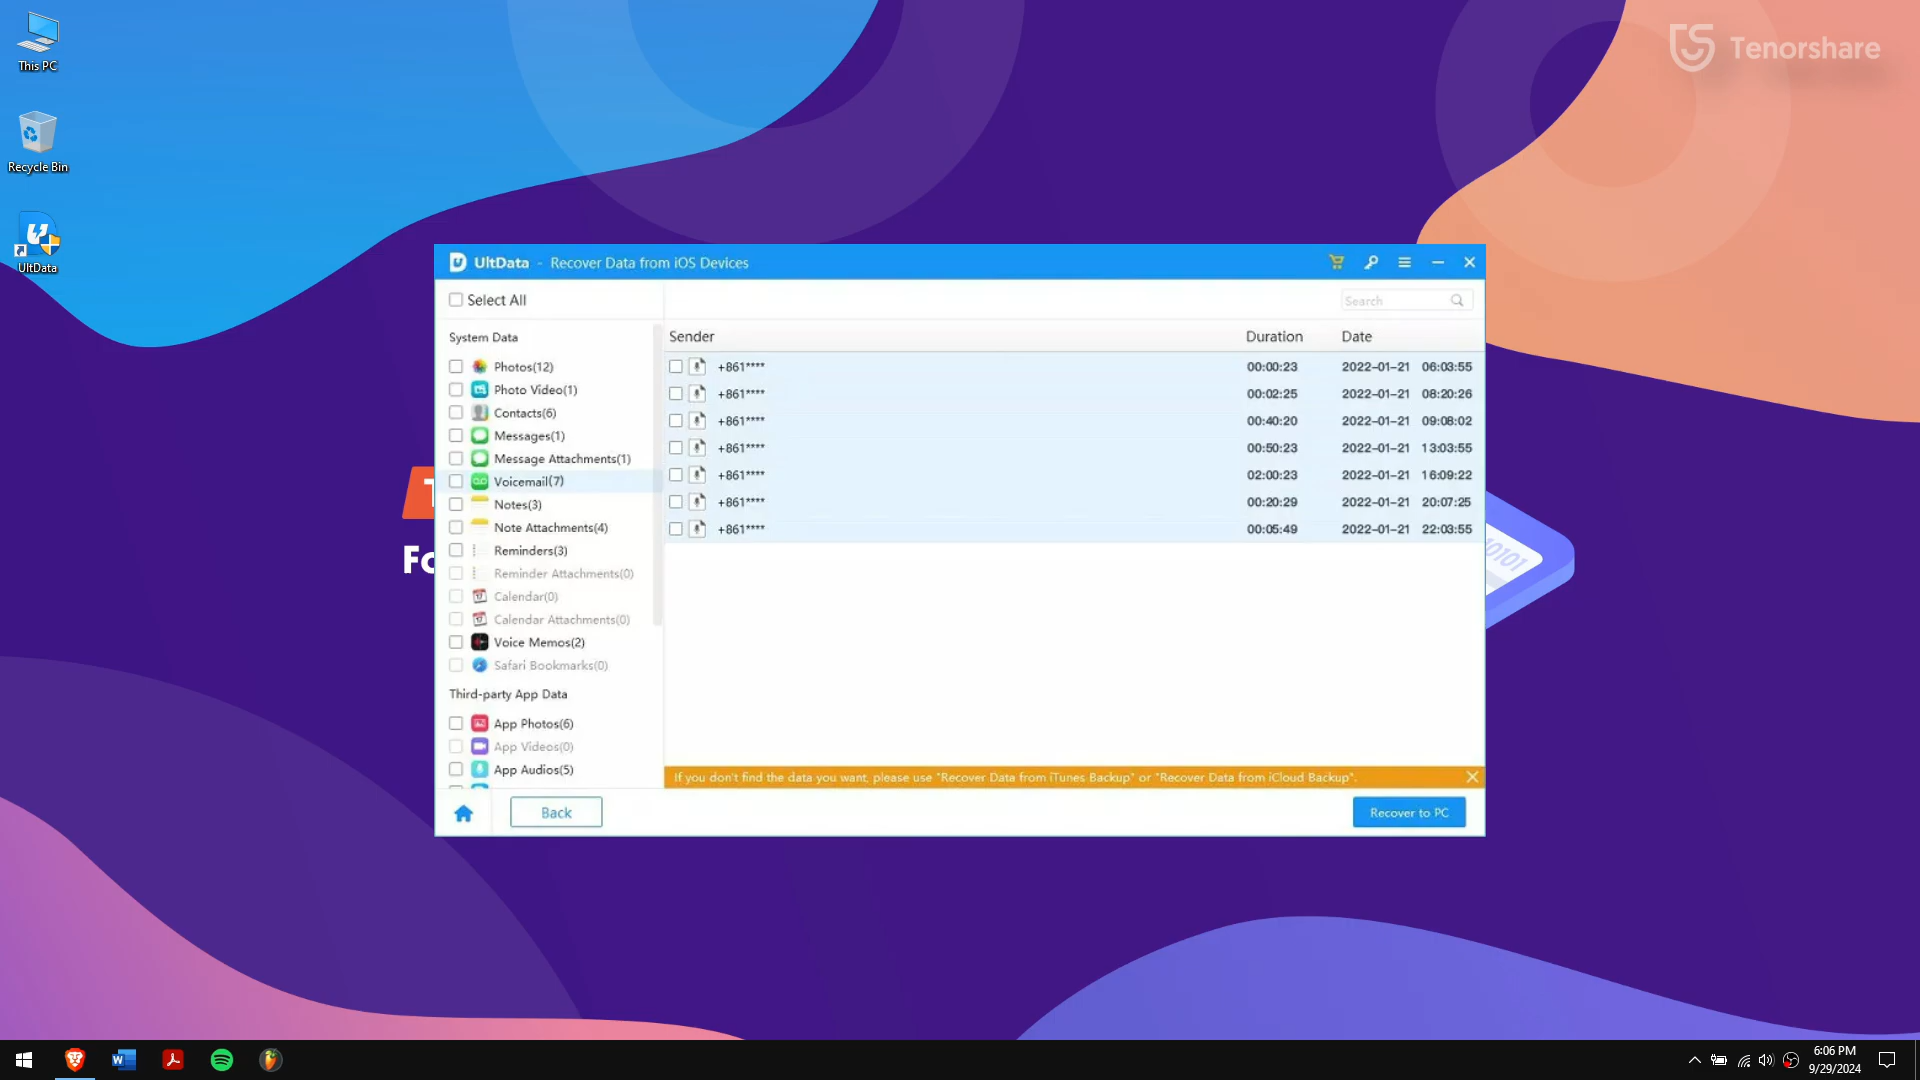 This PC
Recycle Bin
UltData
Tenorshare
T
Fo
10101
UltData - Recover Data from iOS Devices
Select All
Search
System Data
Photos(12)
Photo Video(1)
Contacts(6)
Messages(1)
Message Attachments(1)
Voicemail(7)
Notes(3)
Note Attachments(4)
Reminders(3)
Reminder Attachments(0)
Calendar(0)
Calendar Attachments(0)
Voice Memos(2)
Safari Bookmarks(0)
Third-party App Data
App Photos(6)
App Videos(0)
App Audios(5)
Sender Duration Date
+861**** 00:00:23 2022-01-21 06:03:55
+861**** 00:02:25 2022-01-21 08:20:26
+861**** 00:40:20 2022-01-21 09:08:02
+861**** 00:50:23 2022-01-21 13:03:55
+861**** 02:00:23 2022-01-21 16:09:22
+861**** 00:20:29 2022-01-21 20:07:25
+861**** 00:05:49 2022-01-21 22:03:55
If you don't find the data you want, please use "Recover Data from iTunes Backup" or "Recover Data from iCloud Backup".
Back
Recover to PC
6:06 PM
9/29/2024